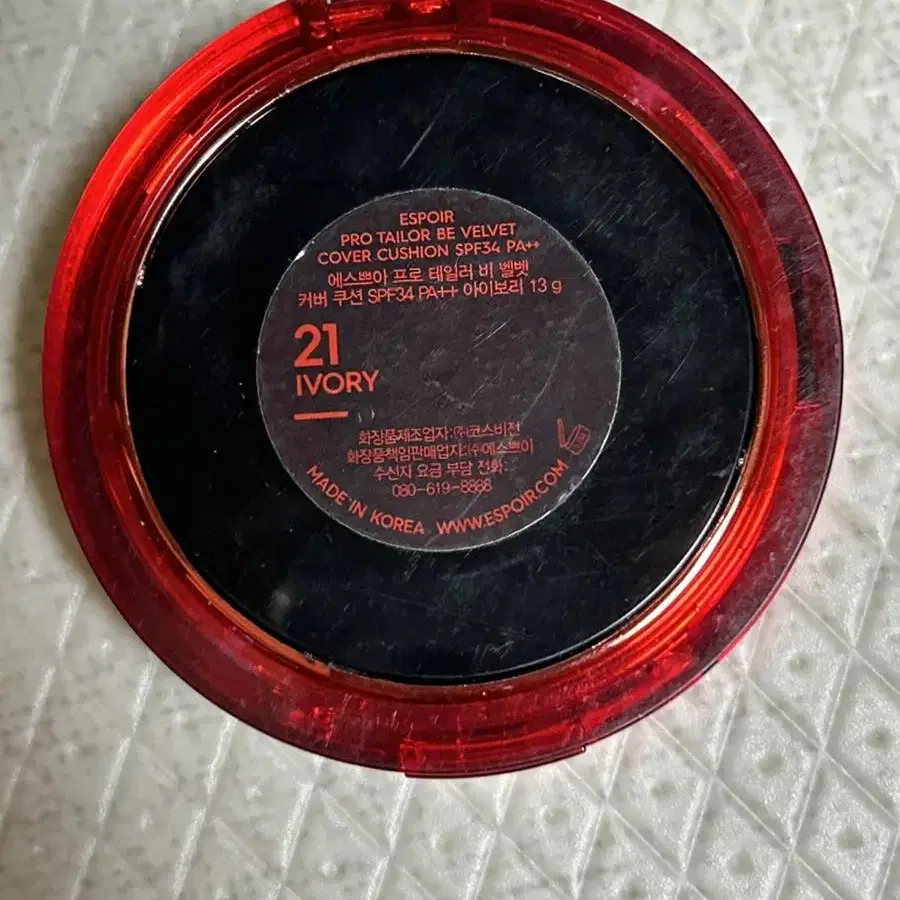 ESPOIR
PRO TAILOR BE VELVET
COVER CUSHION SPF34 PA++
에스쁘아 프로 테일러 비 벨벳
커버 쿠션 SPF34 PA++ 아이보리 13 g
21
IVORY
화장품제조업자:㈜코스비전
화장품책임판매업자:㈜에스쁘아
수신자 요금 부담 전화:
080-619-8888
MADE IN KOREA WWW.ESPOIR.COM